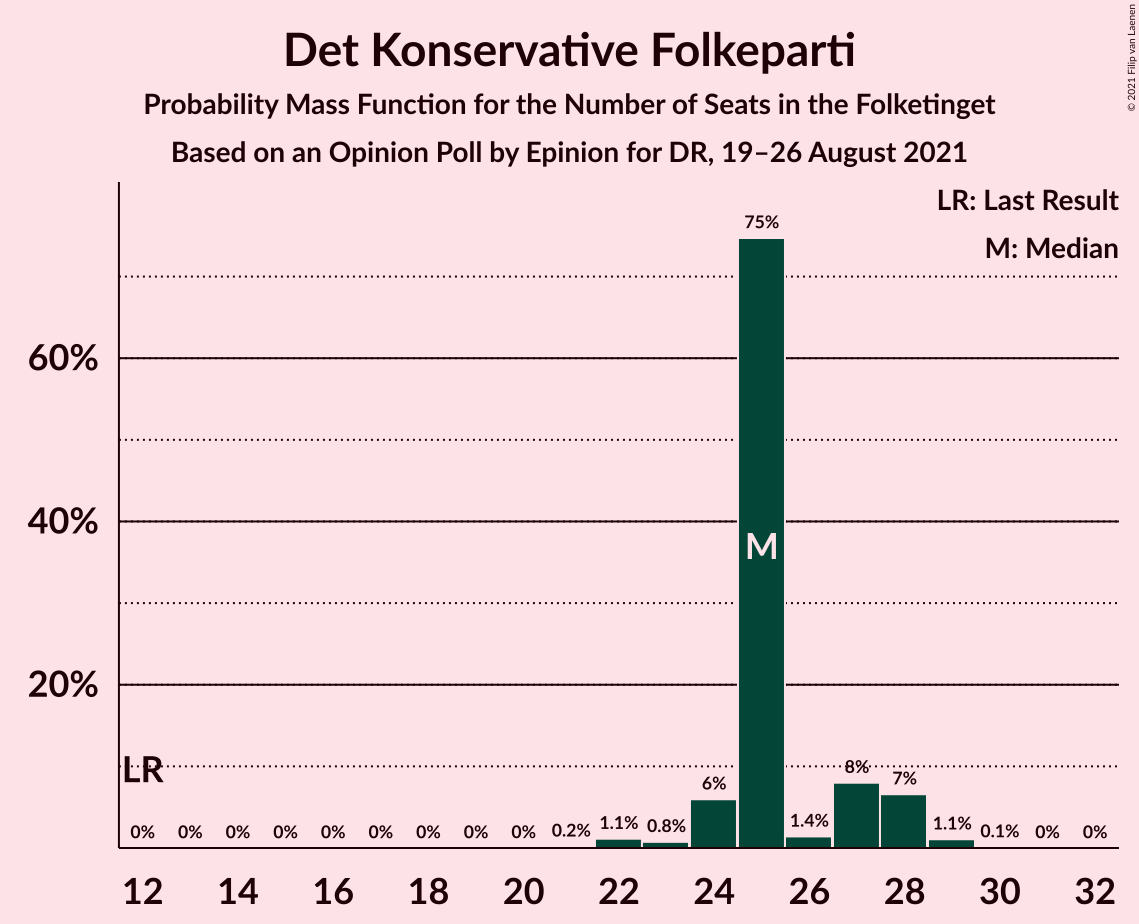 Det Konservative Folkeparti
Probability Mass Function for the Number of Seats in the Folketinget
Based on an Opinion Poll by Epinion for DR, 19–26 August 2021
© 2021 Filip van Laenen
LR: Last Result
M: Median
75%
60%
40%
M
20%
LR
0% 0% 0% 0% 0% 0% 0% 0% 0% 0.2% 1.1% 0.8% 6% 1.4% 8% 7% 1.1% 0.1% 0% 0%
12 14 16 18 20 22 24 26 28 30 32